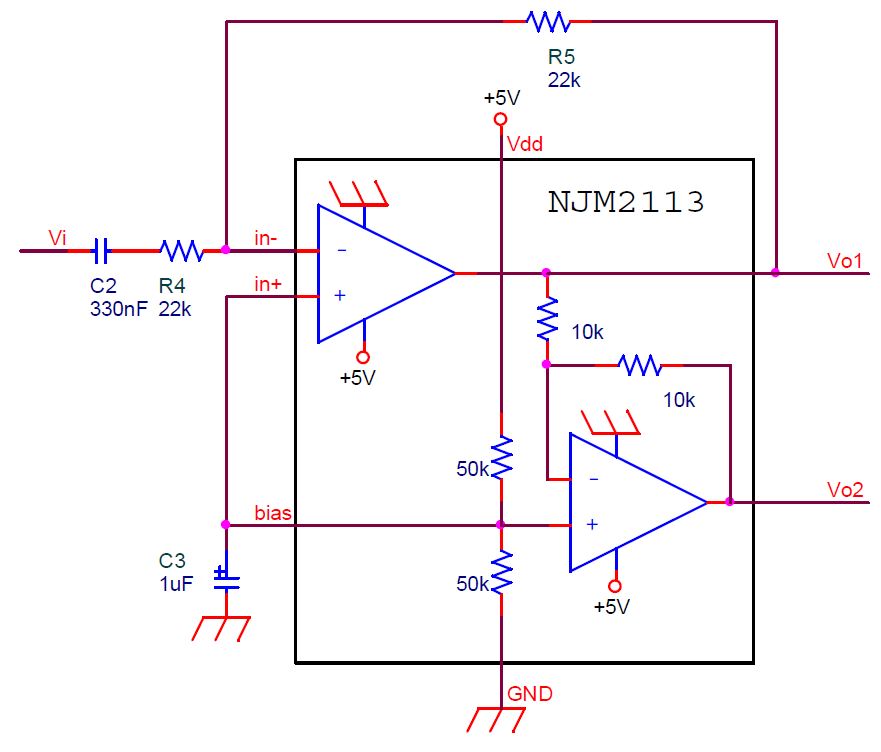 R5
22k
+5V
Vdd
NJM2113
Vi
in-
-
Vo1
C2
R4
in+
+
330nF
22k
10k
+5V
10k
50k
-
Vo2
bias
+
C3
1uF
50k
+5V
GND